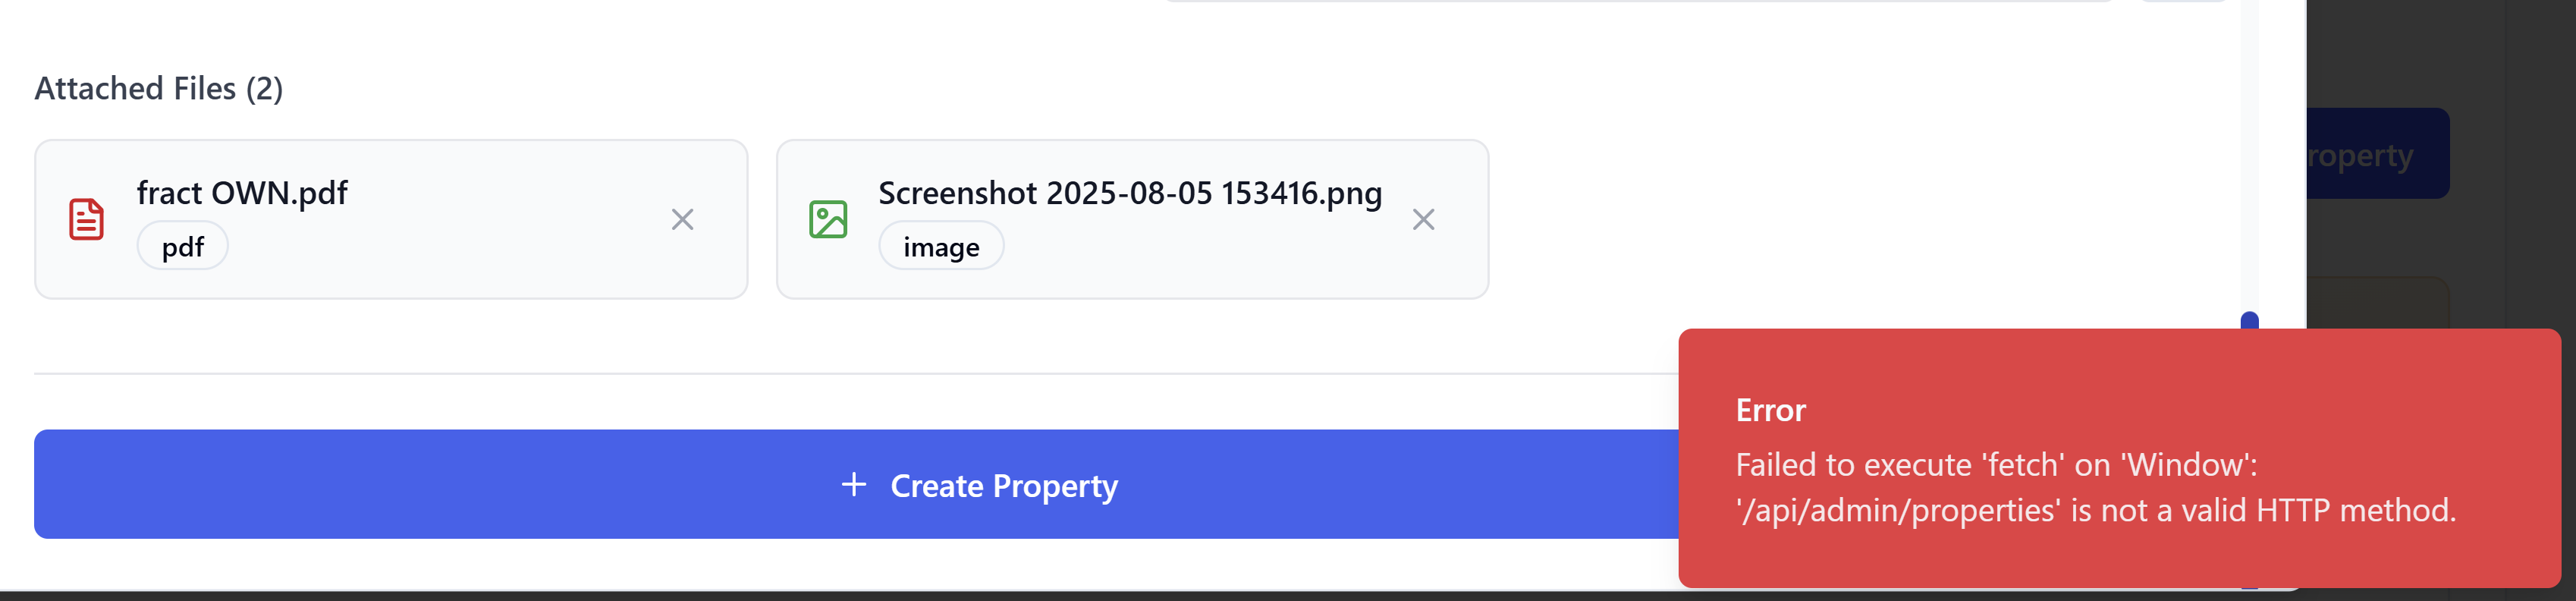 Attached Files (2)
fract OWN.pdf
pdf
Screenshot 2025-08-05 153416.png
image
roperty
Create Property
Error
Failed to execute 'fetch' on 'Window':
'/api/admin/properties' is not a valid HTTP method.